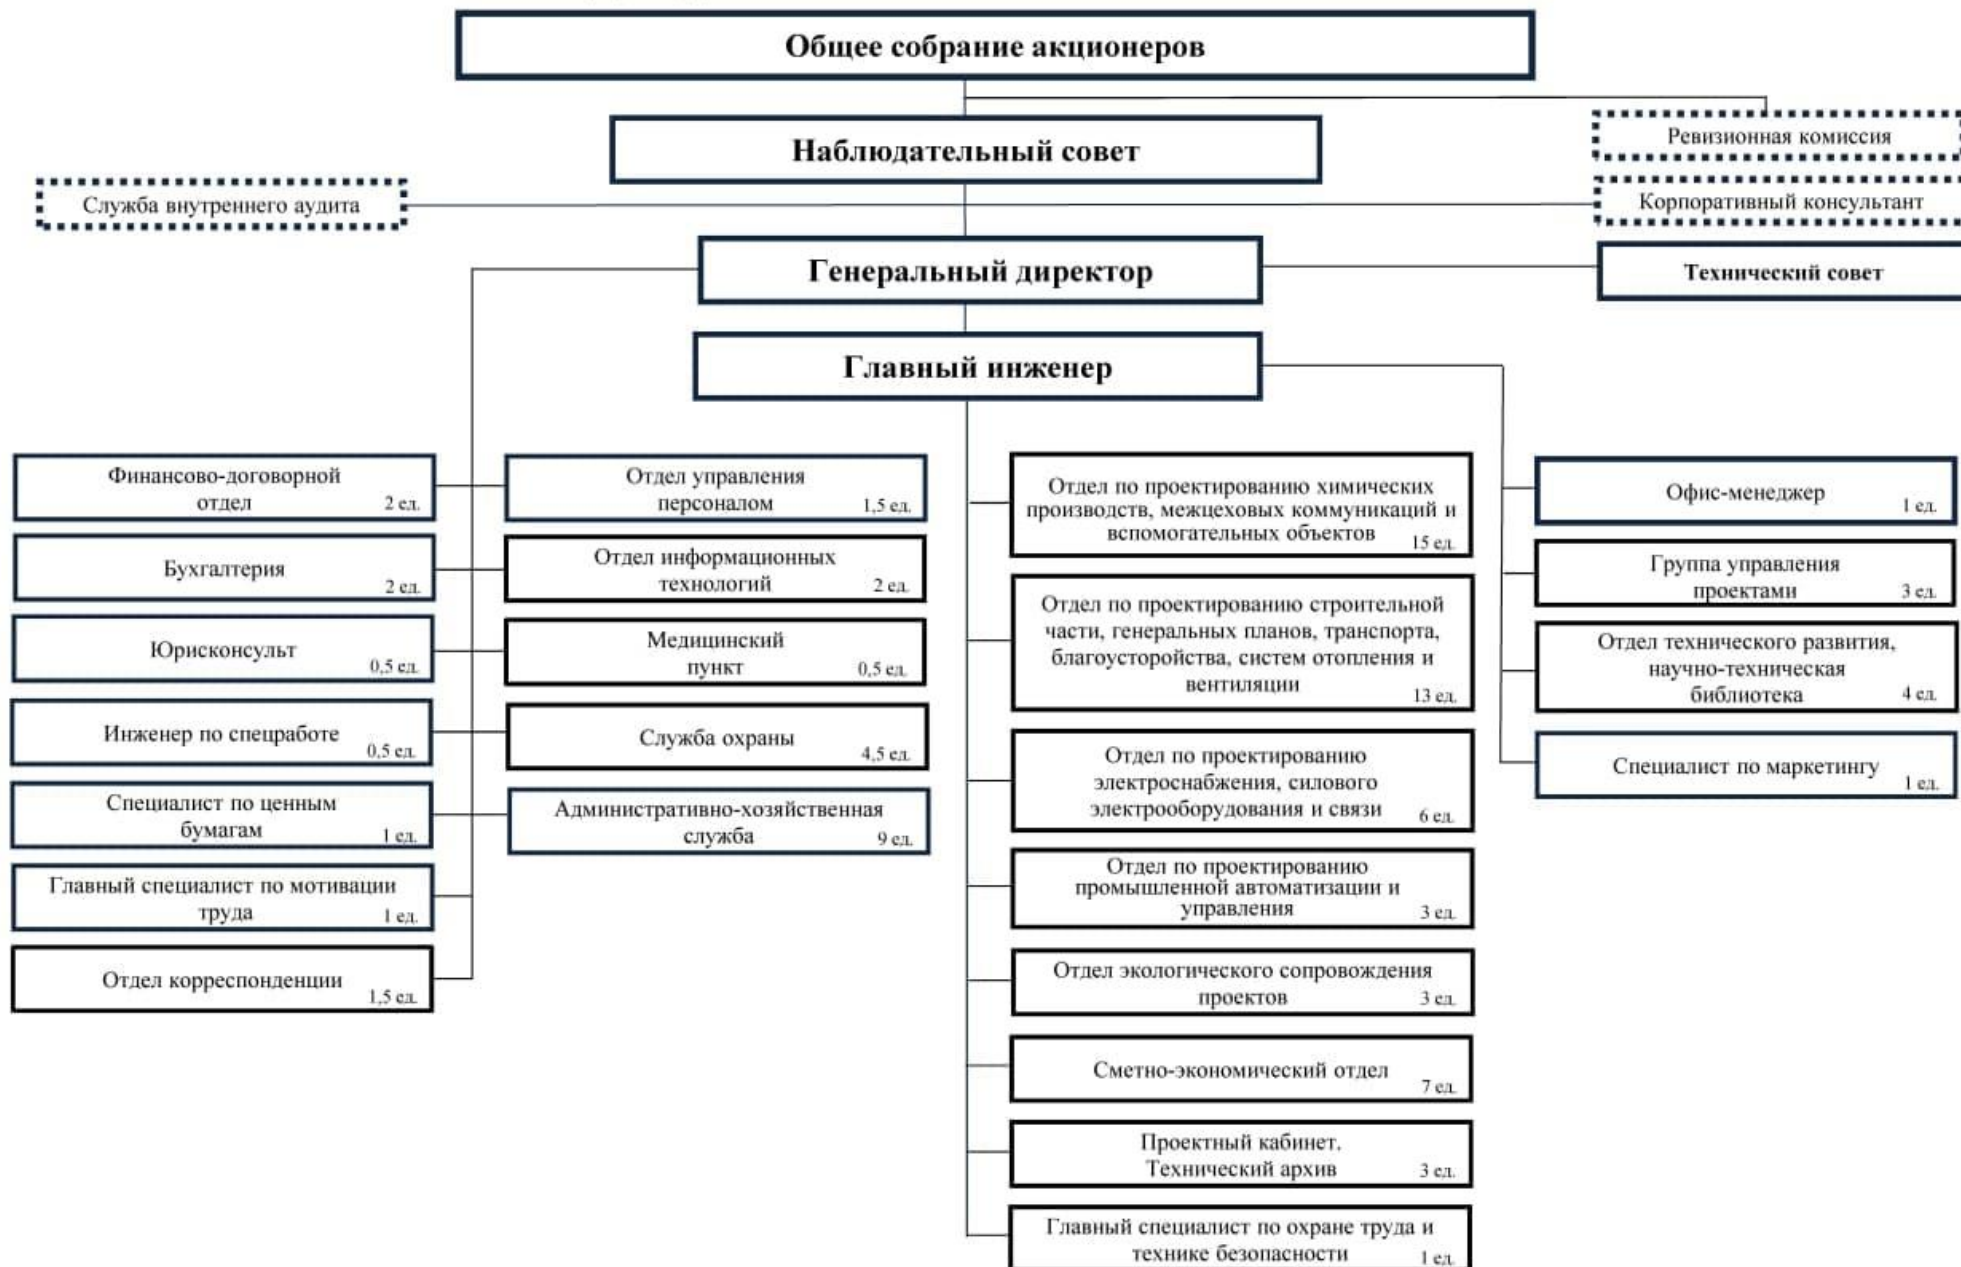 Общее собрание акционеров
Наблюдательный совет
Ревизионная комиссия
Служба внутреннего аудита
Корпоративный консультант
Генеральный директор
Технический совет
Главный инженер
Финансово-договорной
отдел
2 ед.
Бухгалтерия
2 ед.
Юрисконсульт
0,5 ед.
Инженер по спецработе
0,5 ед.
Специалист по ценным
бумагам
1 ед.
Главный специалист по мотивации
труда
1 ед.
Отдел корреспонденции
1,5 ед.
Отдел управления
персоналом
1,5 ед.
Отдел информационных
технологий
2 ед.
Медицинский
пункт
0,5 ед.
Служба охраны
4,5 ед.
Административно-хозяйственная
служба
9 ед.
Отдел по проектированию химических
производств, межцеховых коммуникаций и
вспомогательных объектов
15 ед.
Отдел по проектированию строительной
части, генеральных планов, транспорта,
благоусторойства, систем отопления и
вентиляции
13 ед.
Отдел по проектированию
электроснабжения, силового
электрооборудования и связи
6 ед.
Отдел по проектированию
промышленной автоматизации и
управления
3 ед.
Отдел экологического сопровождения
проектов
3 ед.
Сметно-экономический отдел
7 ед.
Проектный кабинет.
Технический архив
3 ед.
Главный специалист по охране труда и
технике безопасности
1 ед.
Офис-менеджер
1 ед.
Группа управления
проектами
3 ед.
Отдел технического развития,
научно-техническая
библиотека
4 ед.
Специалист по маркетингу
1 ед.